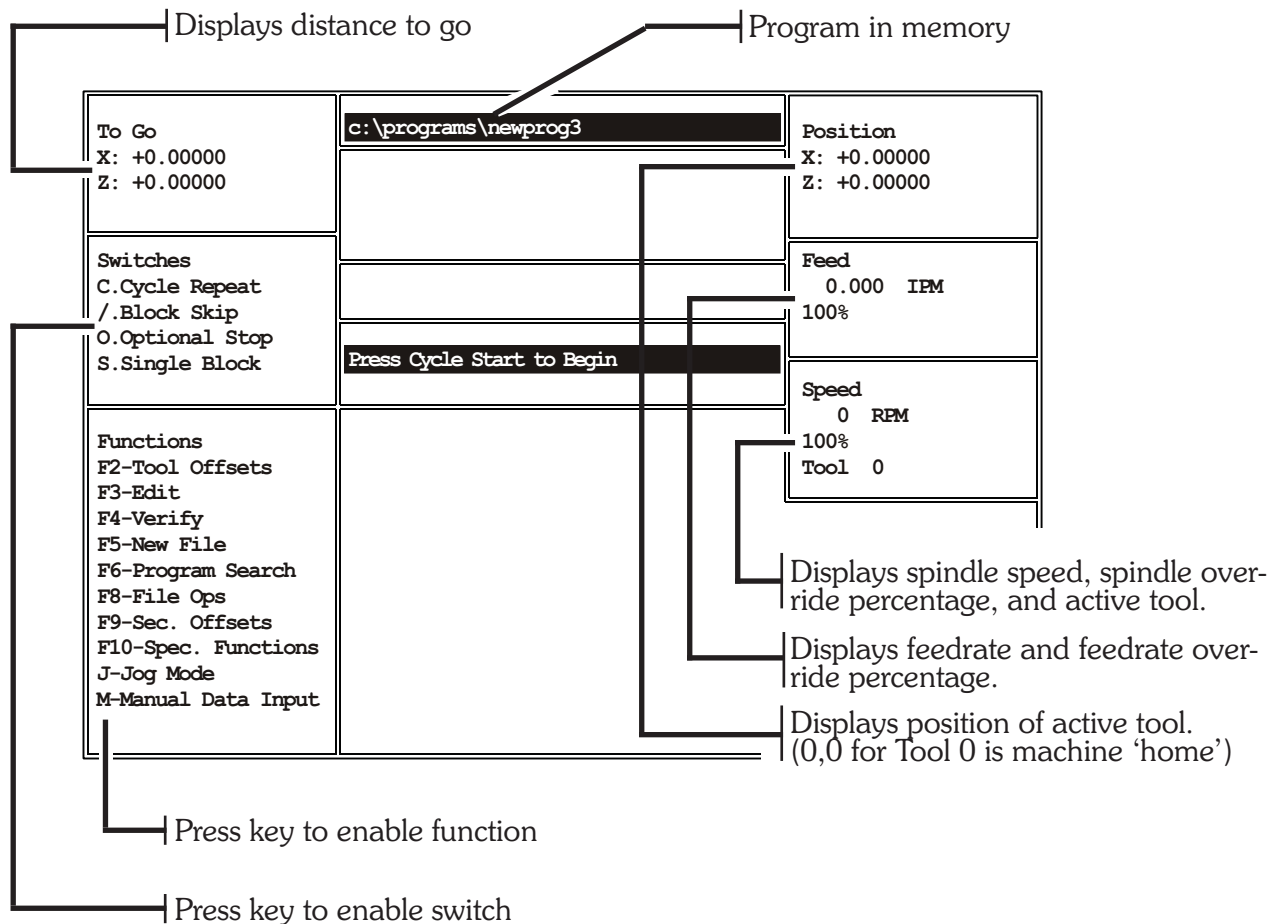 Displays distance to go
Program in memory
To Go
X: +0.00000
Z: +0.00000
c:\programs\newprog3
Position
X: +0.00000
Z: +0.00000
Switches
C.Cycle Repeat
/.Block Skip
O.Optional Stop
S.Single Block
Press Cycle Start to Begin
Feed
0.000 IPM
100%
Speed
0 RPM
100%
Tool 0
Functions
F2-Tool Offsets
F3-Edit
F4-Verify
F5-New File
F6-Program Search
F8-File Ops
F9-Sec. Offsets
F10-Spec. Functions
J-Jog Mode
M-Manual Data Input
Displays spindle speed, spindle over-
ride percentage, and active tool.
Displays feedrate and feedrate over-
ride percentage.
Displays position of active tool.
(0,0 for Tool 0 is machine ‘home’)
Press key to enable function
Press key to enable switch